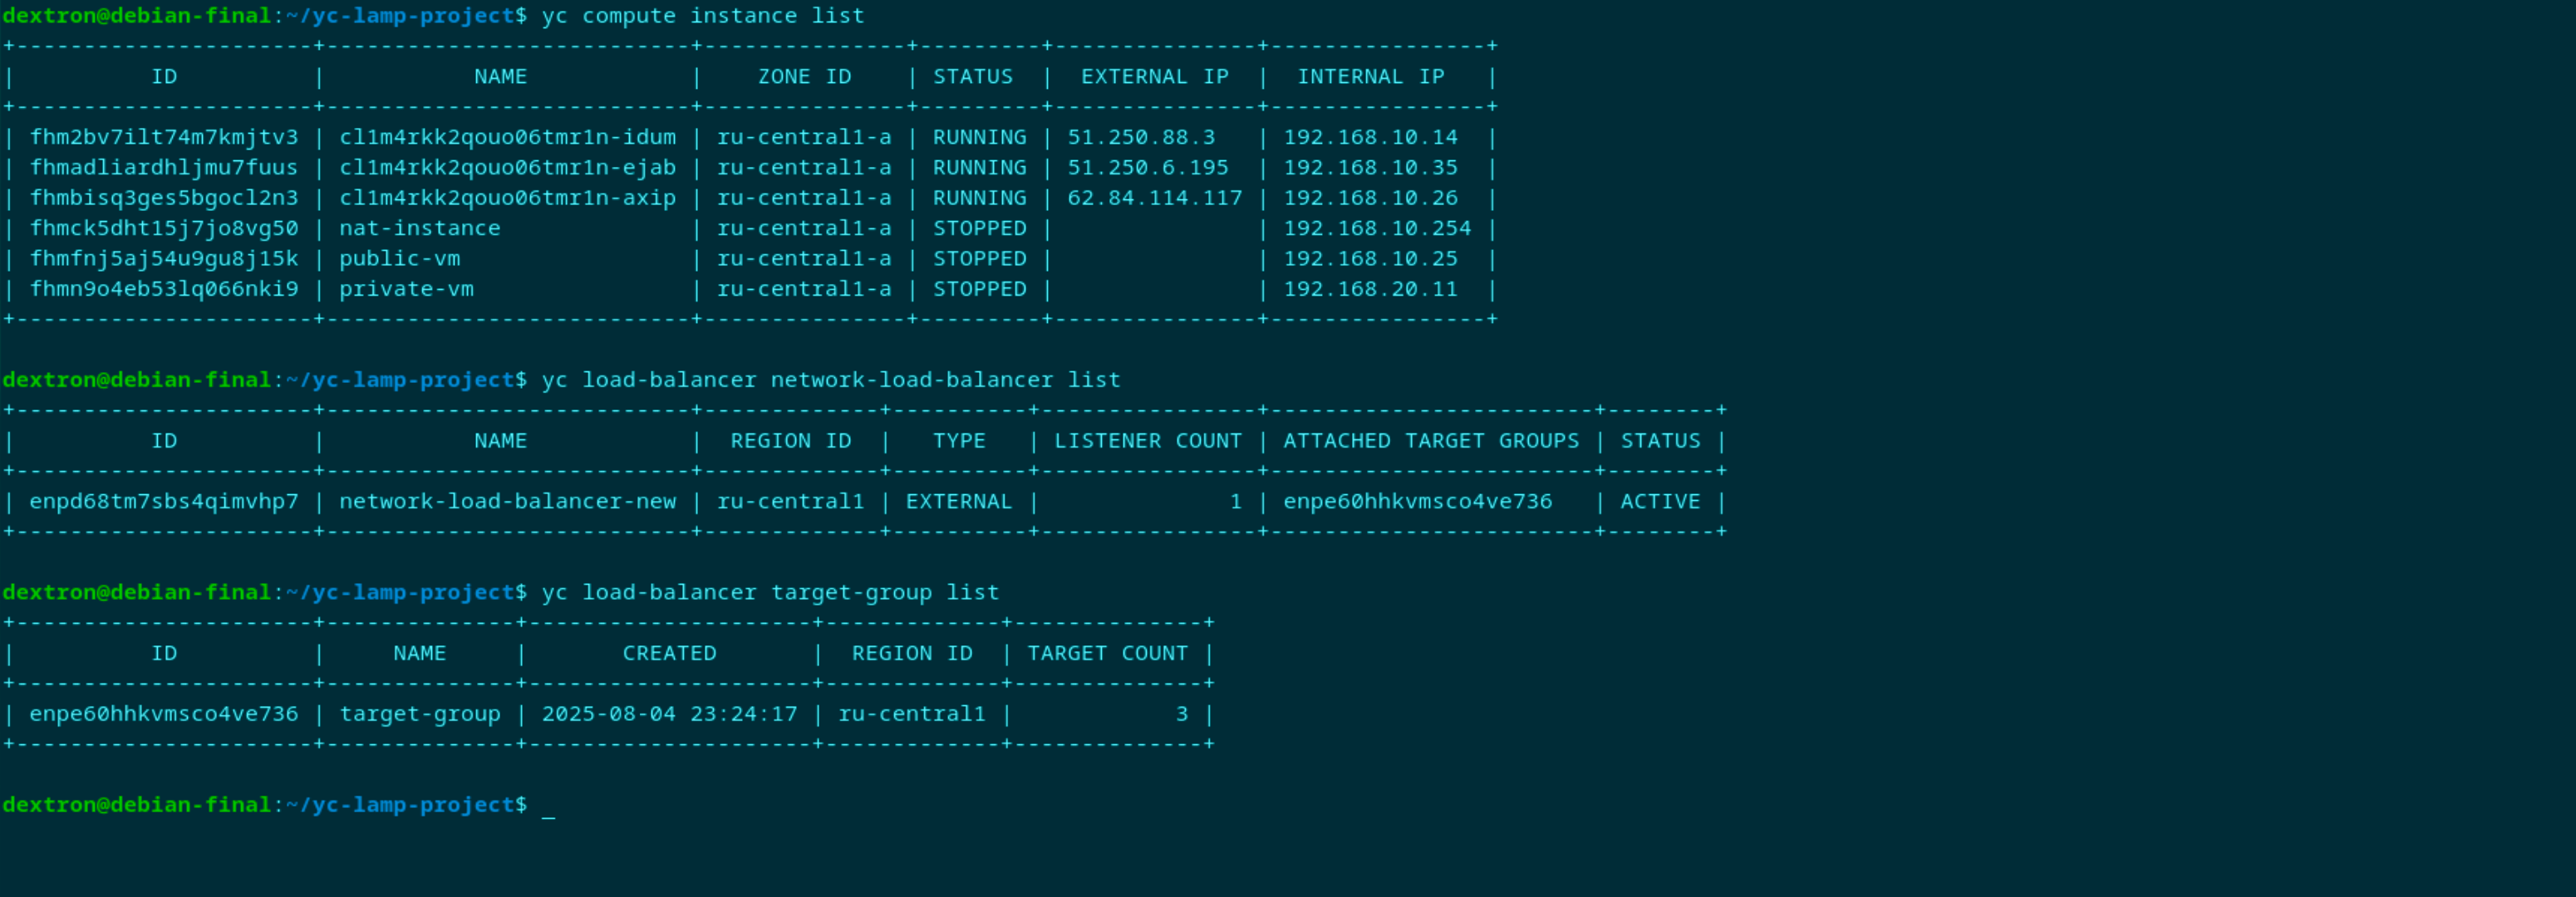 dextron@debian-final:~/yc-lamp-project$ yc compute instance list
+----------------------+---------------------------+---------------+---------+---------------+----------------+
|          ID          |           NAME            |    ZONE ID    | STATUS  |  EXTERNAL IP  |  INTERNAL IP   |
+----------------------+---------------------------+---------------+---------+---------------+----------------+
| fhm2bv7ilt74m7kmjtv3 | cl1m4rkk2qouo06tmr1n-idum | ru-central1-a | RUNNING | 51.250.88.3   | 192.168.10.14  |
| fhmadliardhljmu7fuus | cl1m4rkk2qouo06tmr1n-ejab | ru-central1-a | RUNNING | 51.250.6.195  | 192.168.10.35  |
| fhmbisq3ges5bgocl2n3 | cl1m4rkk2qouo06tmr1n-axip | ru-central1-a | RUNNING | 62.84.114.117 | 192.168.10.26  |
| fhmck5dht15j7jo8vg50 | nat-instance              | ru-central1-a | STOPPED |               | 192.168.10.254 |
| fhmfnj5aj54u9gu8j15k | public-vm                 | ru-central1-a | STOPPED |               | 192.168.10.25  |
| fhmn9o4eb53lq066nki9 | private-vm                | ru-central1-a | STOPPED |               | 192.168.20.11  |
+----------------------+---------------------------+---------------+---------+---------------+----------------+
dextron@debian-final:~/yc-lamp-project$ yc load-balancer network-load-balancer list
+----------------------+---------------------------+-------------+----------+----------------+------------------------+--------+
|          ID          |           NAME            |  REGION ID  |   TYPE   | LISTENER COUNT | ATTACHED TARGET GROUPS | STATUS |
+----------------------+---------------------------+-------------+----------+----------------+------------------------+--------+
| enpd68tm7sbs4qimvhp7 | network-load-balancer-new | ru-central1 | EXTERNAL |              1 | enpe60hhkvmsco4ve736   | ACTIVE |
+----------------------+---------------------------+-------------+----------+----------------+------------------------+--------+
dextron@debian-final:~/yc-lamp-project$ yc load-balancer target-group list
+----------------------+--------------+---------------------+-------------+--------------+
|          ID          |     NAME     |       CREATED       |  REGION ID  | TARGET COUNT |
+----------------------+--------------+---------------------+-------------+--------------+
| enpe60hhkvmsco4ve736 | target-group | 2025-08-04 23:24:17 | ru-central1 |            3 |
+----------------------+--------------+---------------------+-------------+--------------+
dextron@debian-final:~/yc-lamp-project$ _